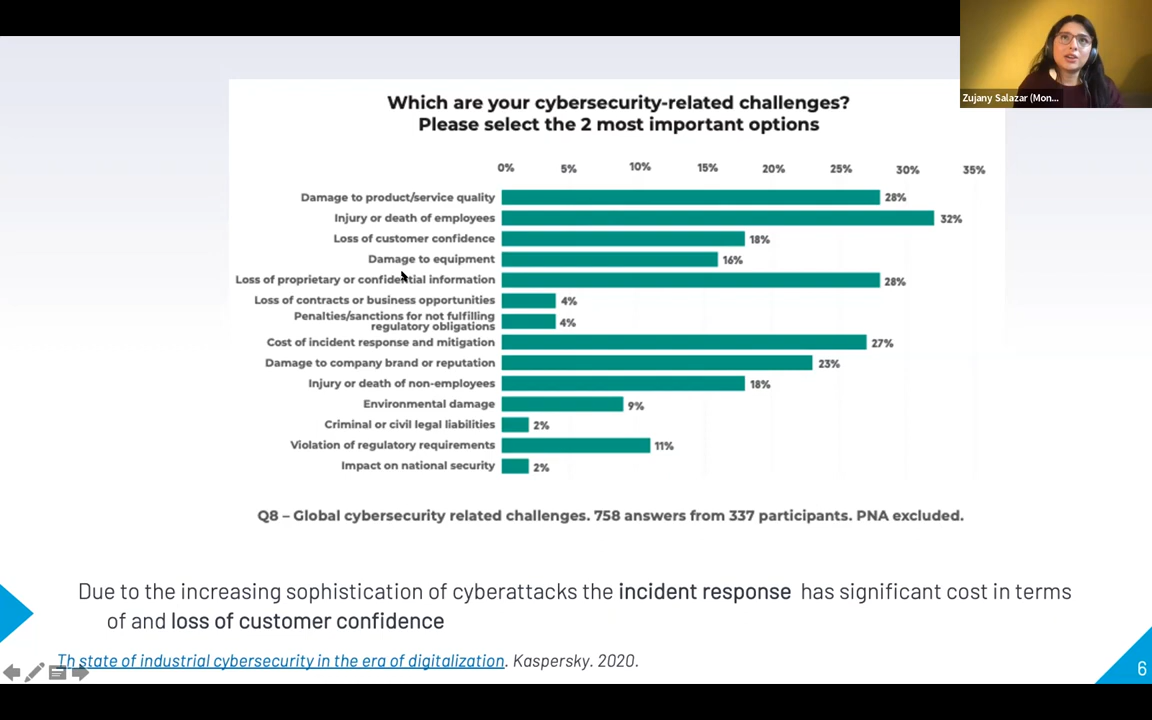 Zujany Salazar (Mon...
Which are your cybersecurity-related challenges?
Please select the 2 most important options
0% 5% 10% 15% 20% 25% 30% 35%
Damage to product/service quality 28%
Injury or death of employees 32%
Loss of customer confidence 18%
Damage to equipment 16%
Loss of proprietary or confidential information 28%
Loss of contracts or business opportunities 4%
Penalties/sanctions for not fulfilling
regulatory obligations 4%
Cost of incident response and mitigation 27%
Damage to company brand or reputation 23%
Injury or death of non-employees 18%
Environmental damage 9%
Criminal or civil legal liabilities 2%
Violation of regulatory requirements 11%
Impact on national security 2%
Q8 – Global cybersecurity related challenges. 758 answers from 337 participants. PNA excluded.
Due to the increasing sophistication of cyberattacks the incident response has significant cost in terms
of and loss of customer confidence
Th state of industrial cybersecurity in the era of digitalization. Kaspersky. 2020.
6